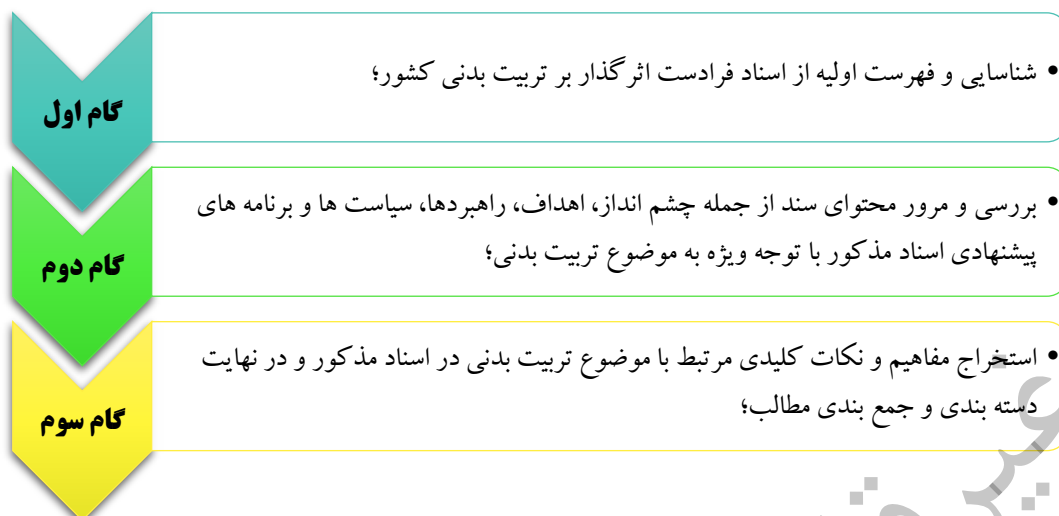 گام اول
• شناسایی و فهرست اولیه از اسناد فرادست اثرگذار بر تربیت بدنی کشور؛
گام دوم
• بررسی و مرور محتوای سند از جمله چشم انداز، اهداف، راهبردها، سیاست ها و برنامه های
پیشنهادی اسناد مذکور با توجه ویژه به موضوع تربیت بدنی؛
گام سوم
• استخراج مفاهیم و نکات کلیدی مرتبط با موضوع تربیت بدنی در اسناد مذکور و در نهایت
دسته بندی و جمع بندی مطالب؛